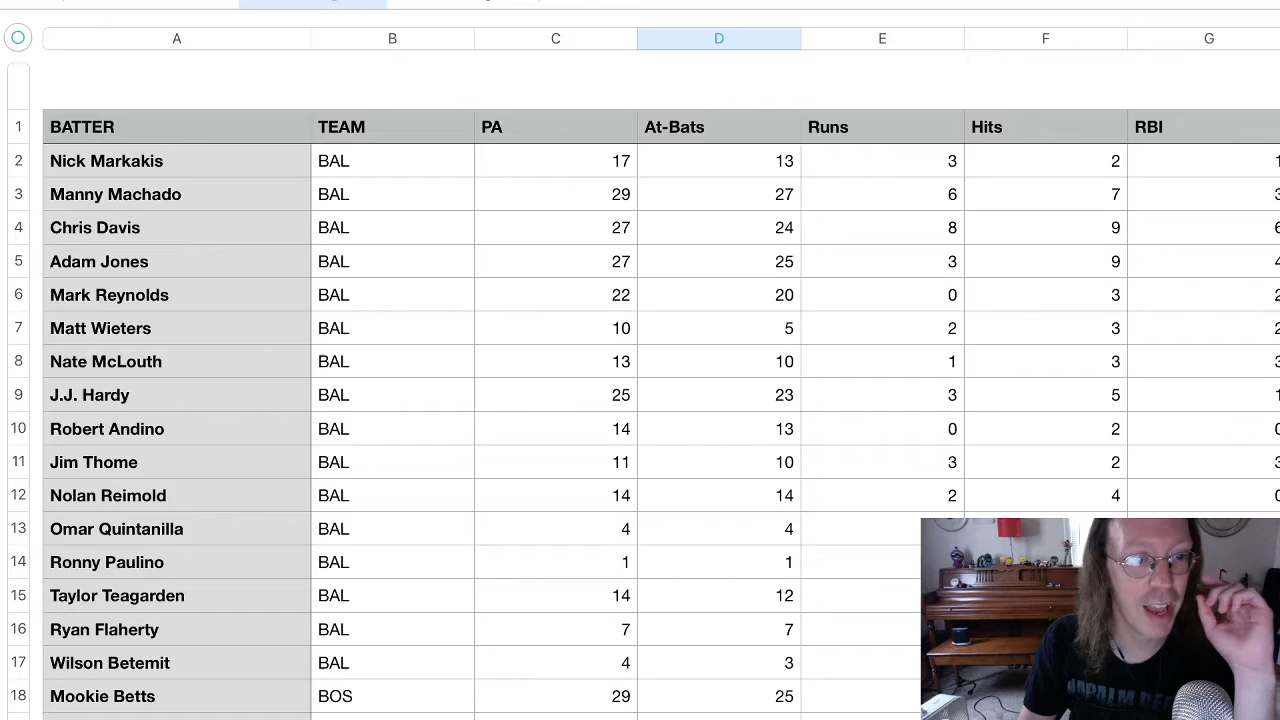 A B C D E F G
1 BATTER TEAM PA At-Bats Runs Hits RBI
2 Nick Markakis BAL 17 13 3 2
3 Manny Machado BAL 29 27 6 7
4 Chris Davis BAL 27 24 8 9
5 Adam Jones BAL 27 25 3 9
6 Mark Reynolds BAL 22 20 0 3
7 Matt Wieters BAL 10 5 2 3
8 Nate McLouth BAL 13 10 1 3
9 J.J. Hardy BAL 25 23 3 5
10 Robert Andino BAL 14 13 0 2
11 Jim Thome BAL 11 10 3 2
12 Nolan Reimold BAL 14 14 2 4
13 Omar Quintanilla BAL 4 4
14 Ronny Paulino BAL 1 1
15 Taylor Teagarden BAL 14 12
16 Ryan Flaherty BAL 7 7
17 Wilson Betemit BAL 4 3
18 Mookie Betts BOS 29 25